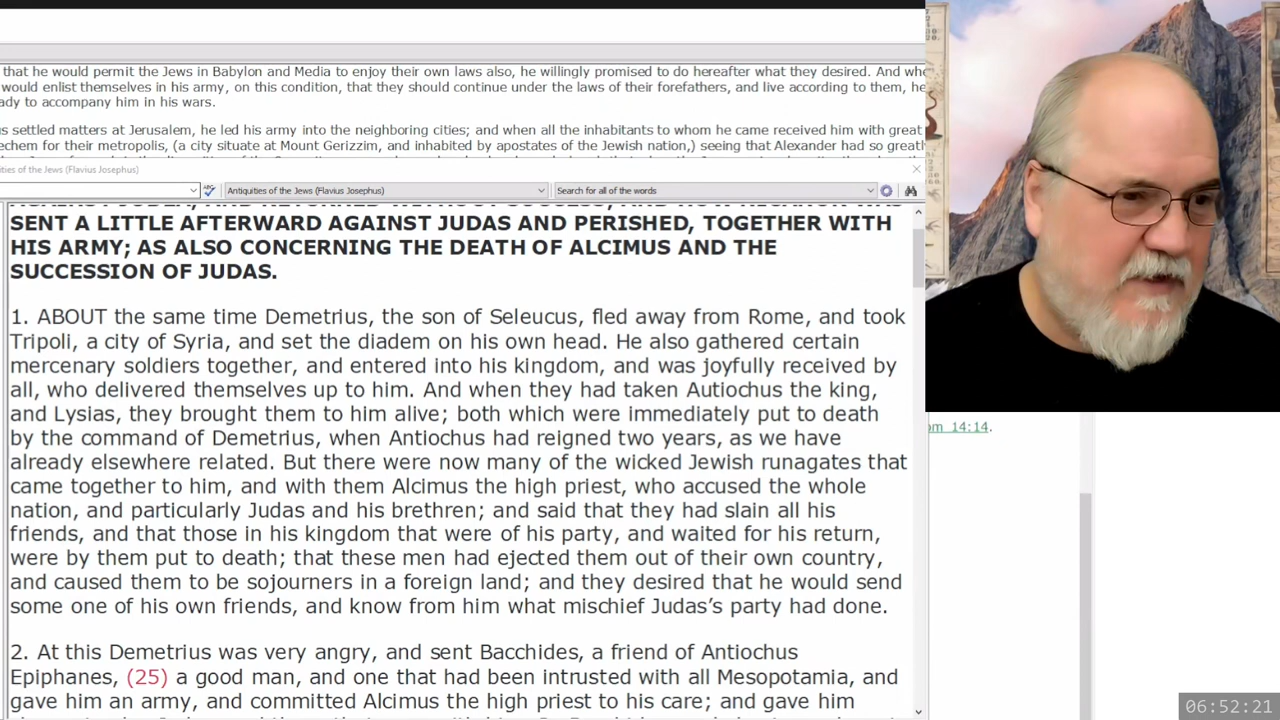 that he would permit the Jews in Babylon and Media to enjoy their own laws also, he willingly promised to do hereafter what they desired. And
would enlist themselves in his army, on this condition, that they should continue under the laws of their forefathers, and live according to them, he
ady to accompany him in his wars.
s settled matters at Jerusalem, he led his army into the neighboring cities; and when all the inhabitants to whom he came received him with great
echem for their metropolis, (a city situate at Mount Gerizzim, and inhabited by apostates of the Jewish nation,) seeing that Alexander had so greatl
ties of the Jews (Flavius Josephus)
Antiquities of the Jews (Flavius Josephus)
Search for all of the words
SENT A LITTLE AFTERWARD AGAINST JUDAS AND PERISHED, TOGETHER WITH
HIS ARMY; AS ALSO CONCERNING THE DEATH OF ALCIMUS AND THE
SUCCESSION OF JUDAS.
1. ABOUT the same time Demetrius, the son of Seleucus, fled away from Rome, and took
Tripoli, a city of Syria, and set the diadem on his own head. He also gathered certain
mercenary soldiers together, and entered into his kingdom, and was joyfully received by
all, who delivered themselves up to him. And when they had taken Autiochus the king,
and Lysias, they brought them to him alive; both which were immediately put to death
by the command of Demetrius, when Antiochus had reigned two years, as we have
already elsewhere related. But there were now many of the wicked Jewish runagates that
came together to him, and with them Alcimus the high priest, who accused the whole
nation, and particularly Judas and his brethren; and said that they had slain all his
friends, and that those in his kingdom that were of his party, and waited for his return,
were by them put to death; that these men had ejected them out of their own country,
and caused them to be sojourners in a foreign land; and they desired that he would send
some one of his own friends, and know from him what mischief Judas's party had done.
2. At this Demetrius was very angry, and sent Bacchides, a friend of Antiochus
Epiphanes, (25) a good man, and one that had been intrusted with all Mesopotamia, and
gave him an army, and committed Alcimus the high priest to his care; and gave him
om 14:14.
06:52:21